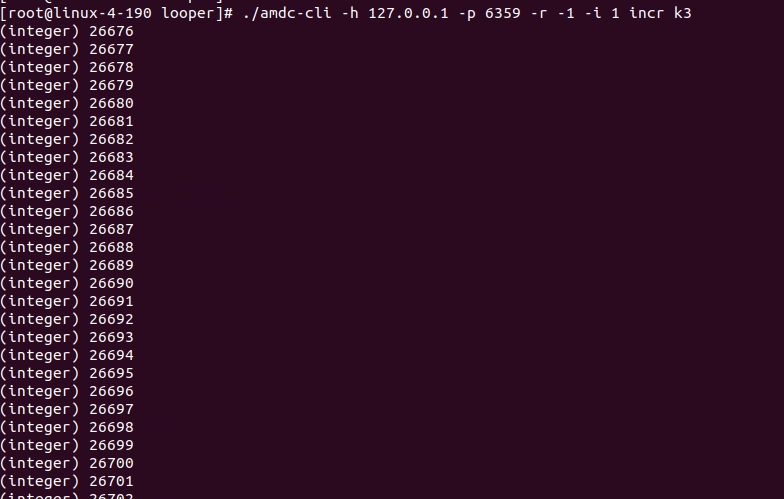 [root@linux-4-190 looper]# ./amdc-cli -h 127.0.0.1 -p 6359 -r -1 -i 1 incr k3
(integer) 26676
(integer) 26677
(integer) 26678
(integer) 26679
(integer) 26680
(integer) 26681
(integer) 26682
(integer) 26683
(integer) 26684
(integer) 26685
(integer) 26686
(integer) 26687
(integer) 26688
(integer) 26689
(integer) 26690
(integer) 26691
(integer) 26692
(integer) 26693
(integer) 26694
(integer) 26695
(integer) 26696
(integer) 26697
(integer) 26698
(integer) 26699
(integer) 26700
(integer) 26701
(integer) 26702